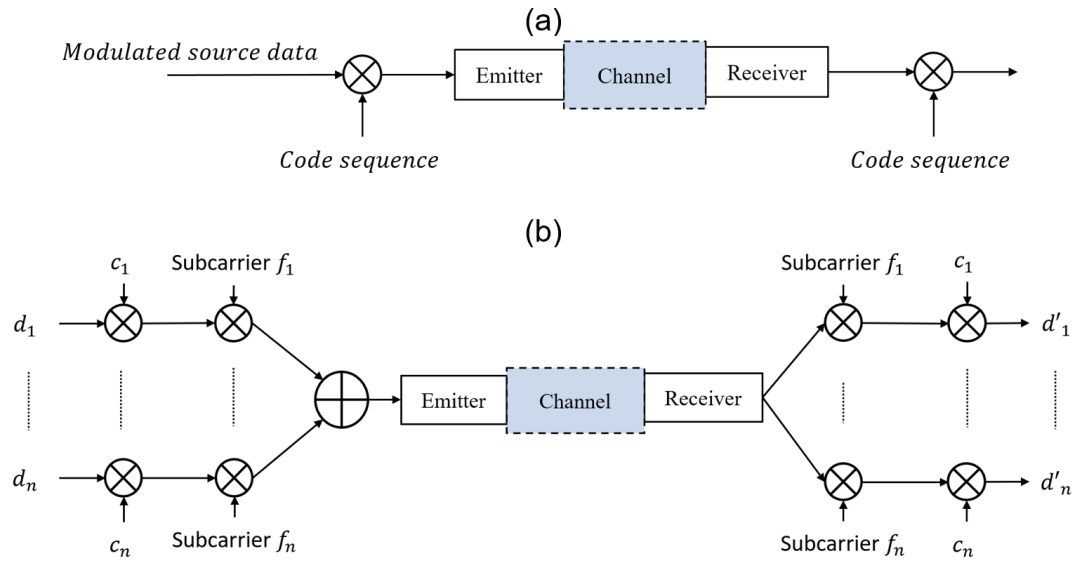 (a)
Modulated source data
Emitter Channel Receiver
Code sequence Code sequence
(b)
c₁ Subcarrier f₁ Subcarrier f₁ c₁
d₁ d'₁
Emitter Channel Receiver
dₙ d'ₙ
cₙ Subcarrier fₙ Subcarrier fₙ cₙ